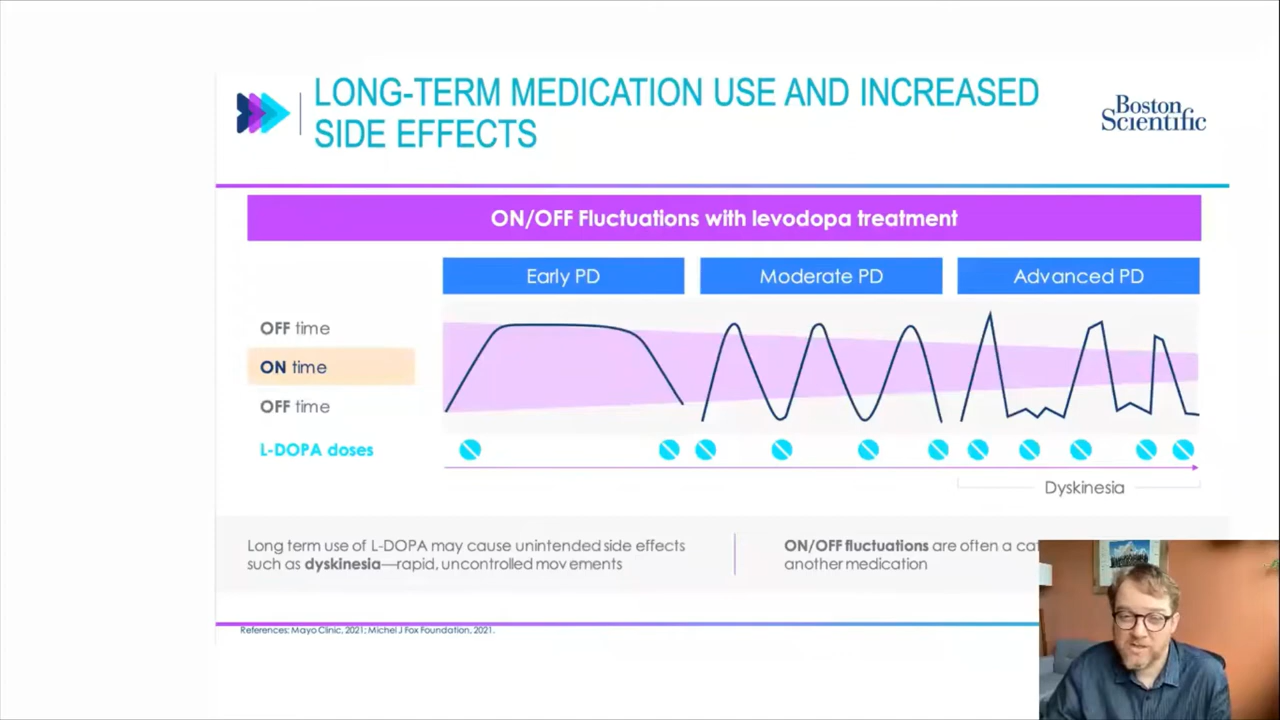 LONG-TERM MEDICATION USE AND INCREASED
SIDE EFFECTS
Boston
Scientific
ON/OFF Fluctuations with levodopa treatment
Early PD
Moderate PD
Advanced PD
OFF time
ON time
OFF time
L-DOPA doses
Dyskinesia
Long term use of L-DOPA may cause unintended side effects
such as dyskinesia—rapid, uncontrolled movements
ON/OFF fluctuations are often a
another medication
References: Mayo Clinic, 2021; Michel J Fox Foundation, 2021.